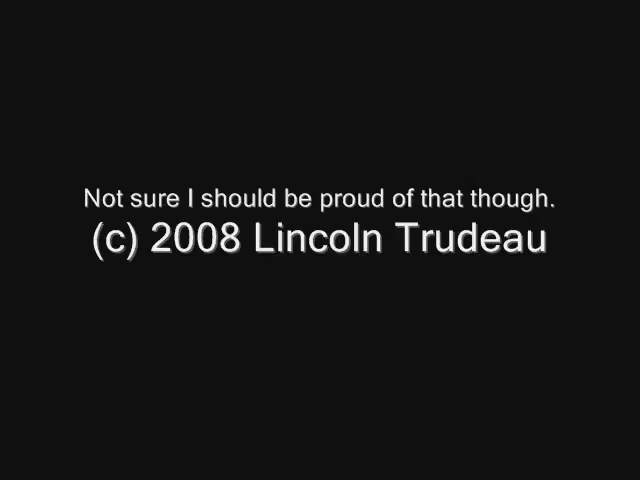 Not sure I should be proud of that though.
(c) 2008 Lincoln Trudeau